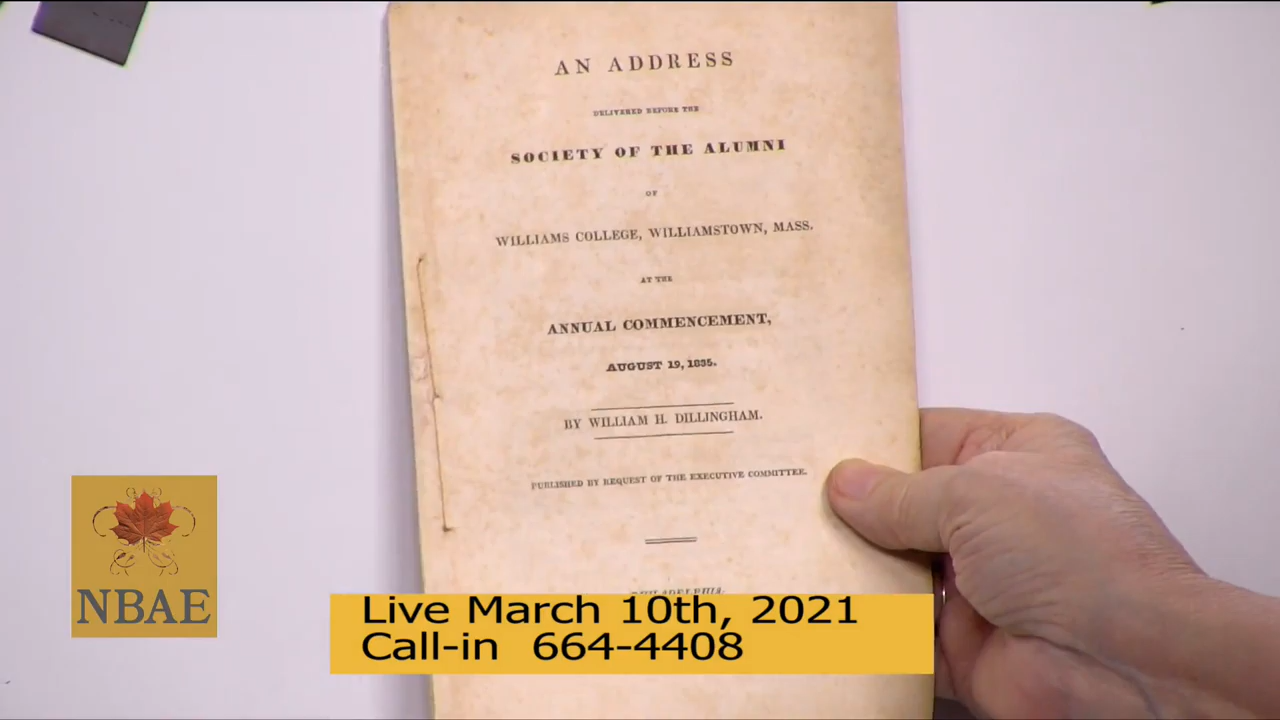 AN ADDRESS
DELIVERED BEFORE THE
SOCIETY OF THE ALUMNI
OF
WILLIAMS COLLEGE, WILLIAMSTOWN, MASS.
AT THE
ANNUAL COMMENCEMENT,
AUGUST 19, 1835.
BY WILLIAM H. DILLINGHAM.
PUBLISHED BY REQUEST OF THE EXECUTIVE COMMITTEE.
PHILADELPHIA:
NBAE
Live March 10th, 2021
Call-in 664-4408